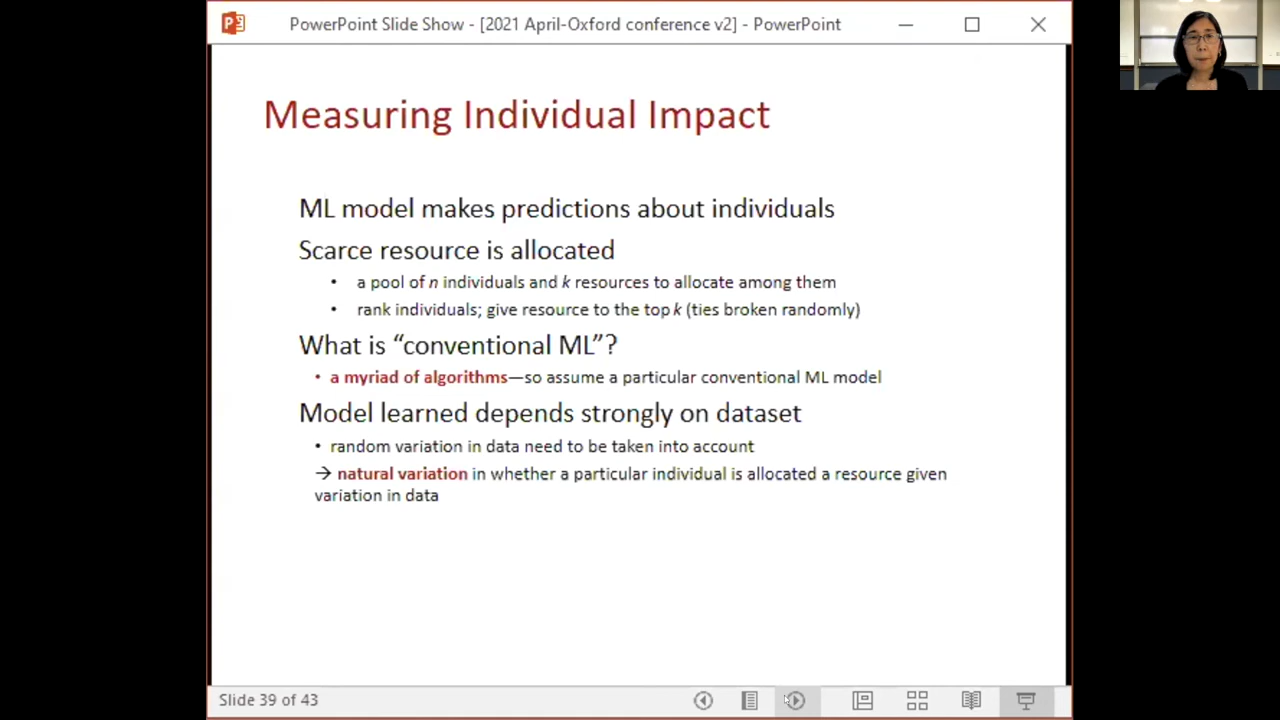 PowerPoint Slide Show - [2021 April-Oxford conference v2] - PowerPoint
Measuring Individual Impact
ML model makes predictions about individuals
Scarce resource is allocated
• a pool of n individuals and k resources to allocate among them
• rank individuals; give resource to the top k (ties broken randomly)
What is “conventional ML”?
• a myriad of algorithms—so assume a particular conventional ML model
Model learned depends strongly on dataset
• random variation in data need to be taken into account
→ natural variation in whether a particular individual is allocated a resource given
variation in data
Slide 39 of 43